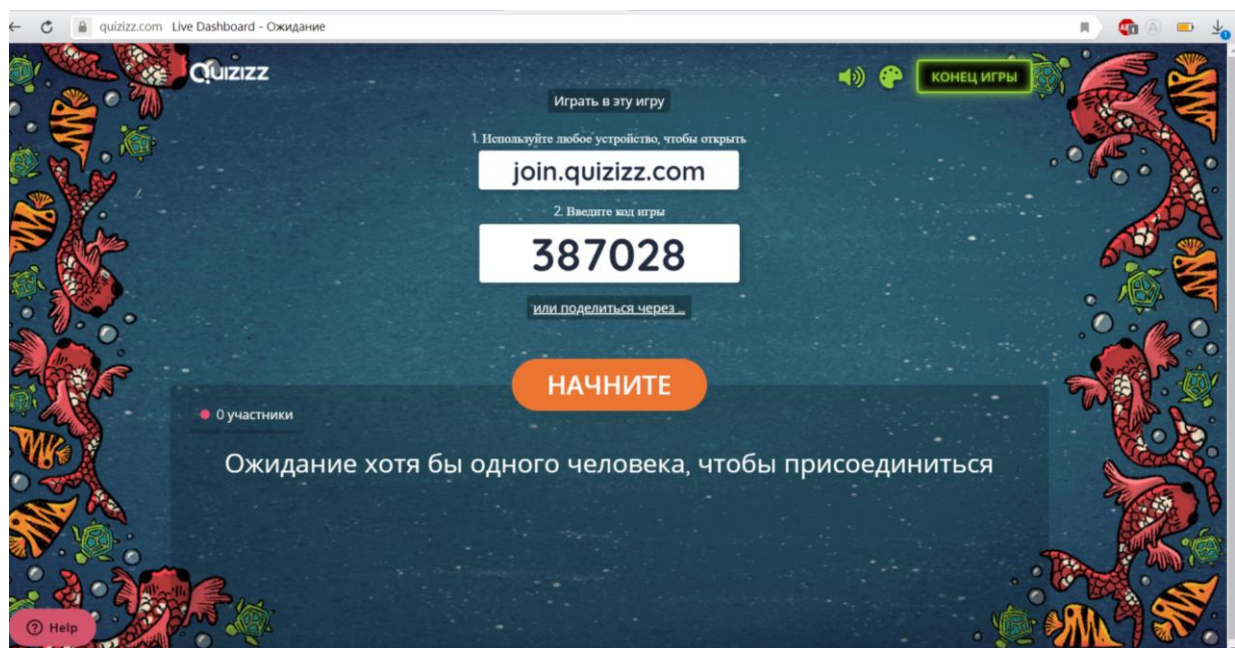 quizizz.com Live Dashboard - Ожидание
Quizizz
КОНЕЦ ИГРЫ
Играть в эту игру
1. Используйте любое устройство, чтобы открыть
join.quizizz.com
2. Введите код игры
387028
или поделиться через ...
НАЧНИТЕ
0 участники
Ожидание хотя бы одного человека, чтобы присоединиться
? Help